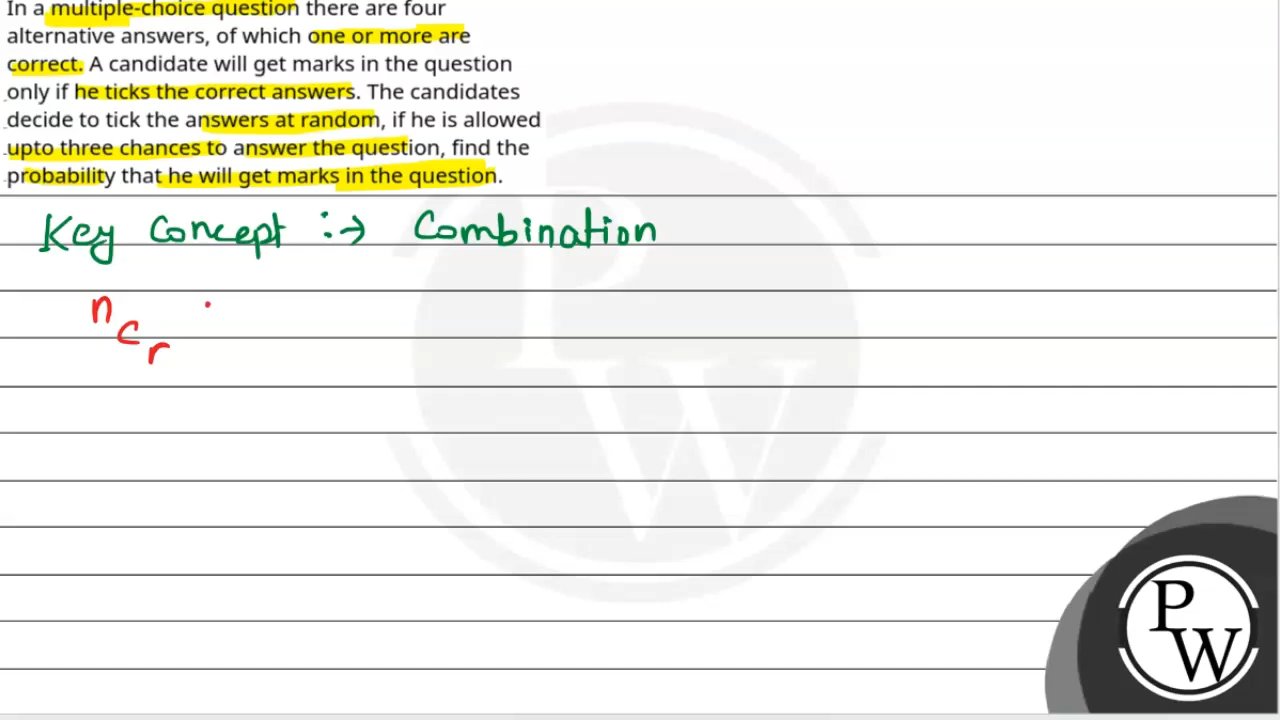 In a multiple-choice question there are four
alternative answers, of which one or more are
correct. A candidate will get marks in the question
only if he ticks the correct answers. The candidates
decide to tick the answers at random, if he is allowed
upto three chances to answer the question, find the
probability that he will get marks in the question.
Key Concept :→ Combination
n
C
r
P
W
P
W